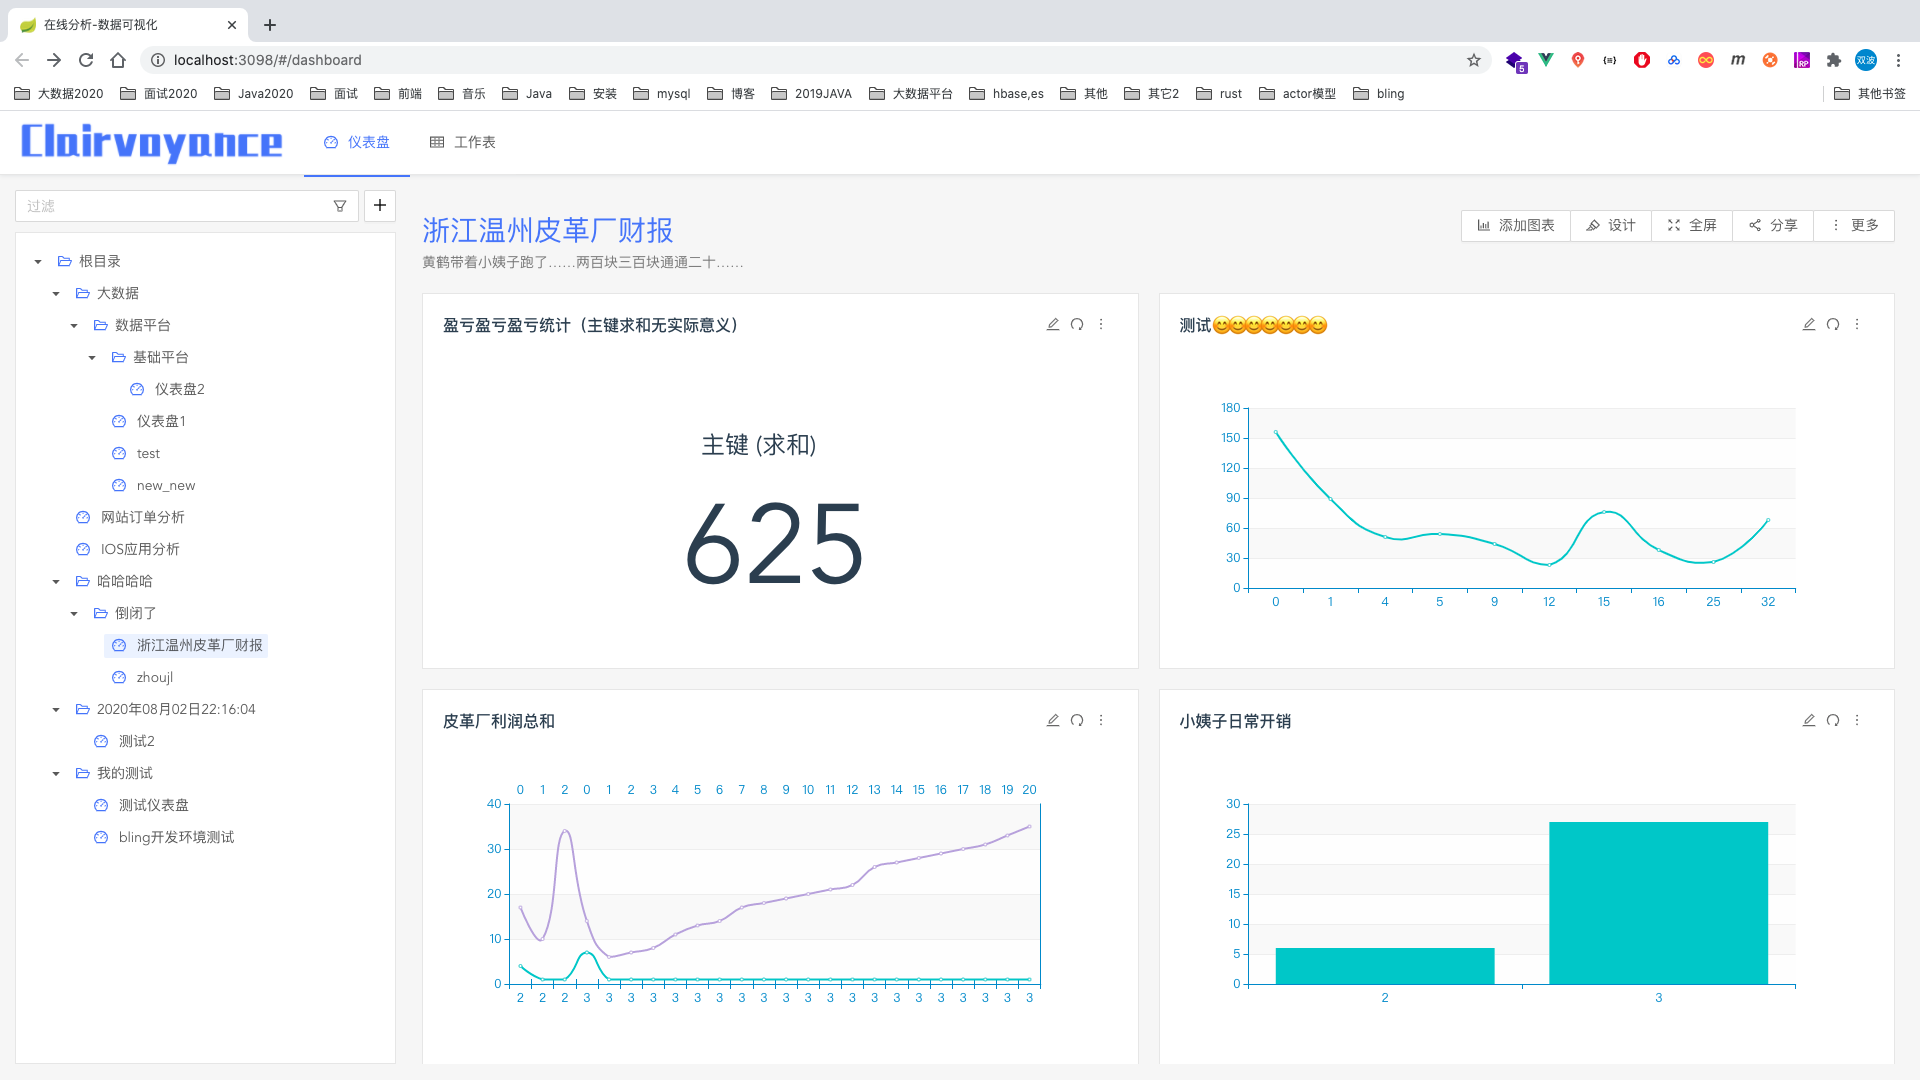 在线分析-数据可视化
localhost:3098/#/dashboard
5
RP
双波
大数据2020 面试2020 Java2020 面试 前端 音乐 Java 安装 mysql 博客 2019JAVA 大数据平台 hbase,es 其他 其它2 rust actor模型 bling 其他书签
Clairvoyance 仪表盘 工作表
过滤
根目录
大数据
数据平台
基础平台
仪表盘2
仪表盘1
test
new_new
网站订单分析
IOS应用分析
哈哈哈哈
倒闭了
浙江温州皮革厂财报
zhoujl
2020年08月02日22:16:04
测试2
我的测试
测试仪表盘
bling开发环境测试
浙江温州皮革厂财报
黄鹤带着小姨子跑了……两百块三百块通通二十……
添加图表 设计 全屏 分享 更多
盈亏盈亏盈亏统计（主键求和无实际意义）
主键 (求和)
625
测试😊😊😊😊😊😊😊
180
150
120
90
60
30
0
0 1 4 5 9 12 15 16 25 32
皮革厂利润总和
0 1 2 0 1 2 3 4 5 6 7 8 9 10 11 12 13 14 15 16 17 18 19 20
40
30
20
10
0
2 2 2 3 3 3 3 3 3 3 3 3 3 3 3 3 3 3 3 3 3 3 3 3
小姨子日常开销
30
25
20
15
10
5
0
2 3